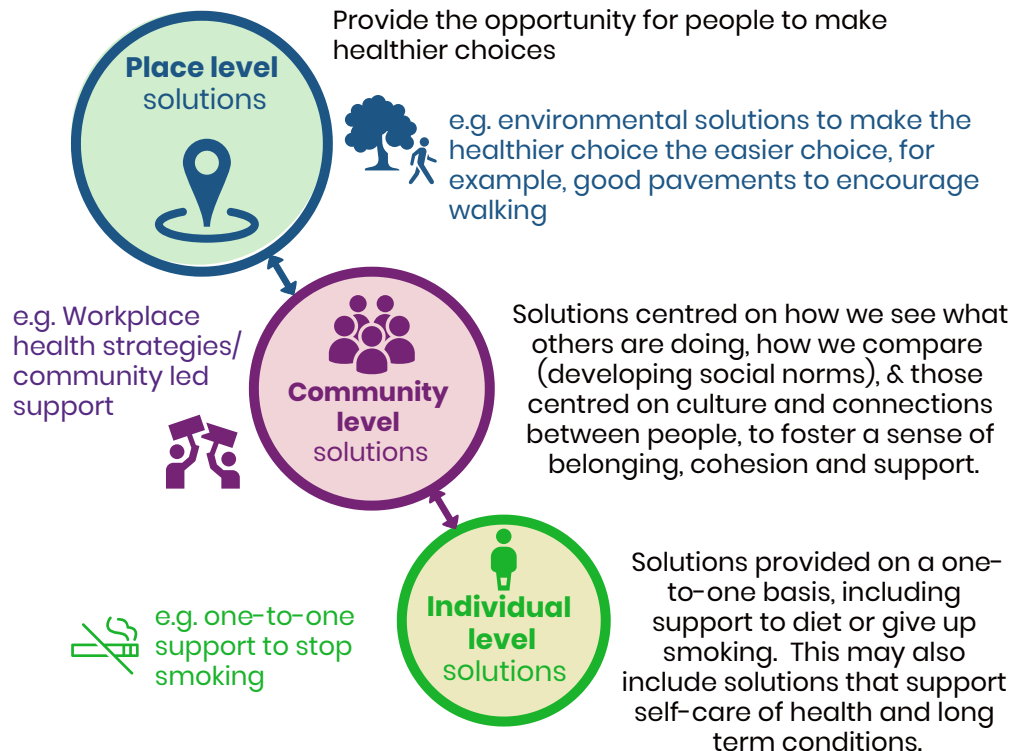 Provide the opportunity for people to make
healthier choices
Place level
solutions
e.g. environmental solutions to make the
healthier choice the easier choice, for
example, good pavements to encourage
walking
e.g. Workplace
health strategies/
community led
support
Community
level
solutions
Solutions centred on how we see what
others are doing, how we compare
(developing social norms), & those
centred on culture and connections
between people, to foster a sense of
belonging, cohesion and support.
e.g. one-to-one
support to stop
smoking
Individual
level
solutions
Solutions provided on a one-
to-one basis, including
support to diet or give up
smoking. This may also
include solutions that support
self-care of health and long
term conditions.